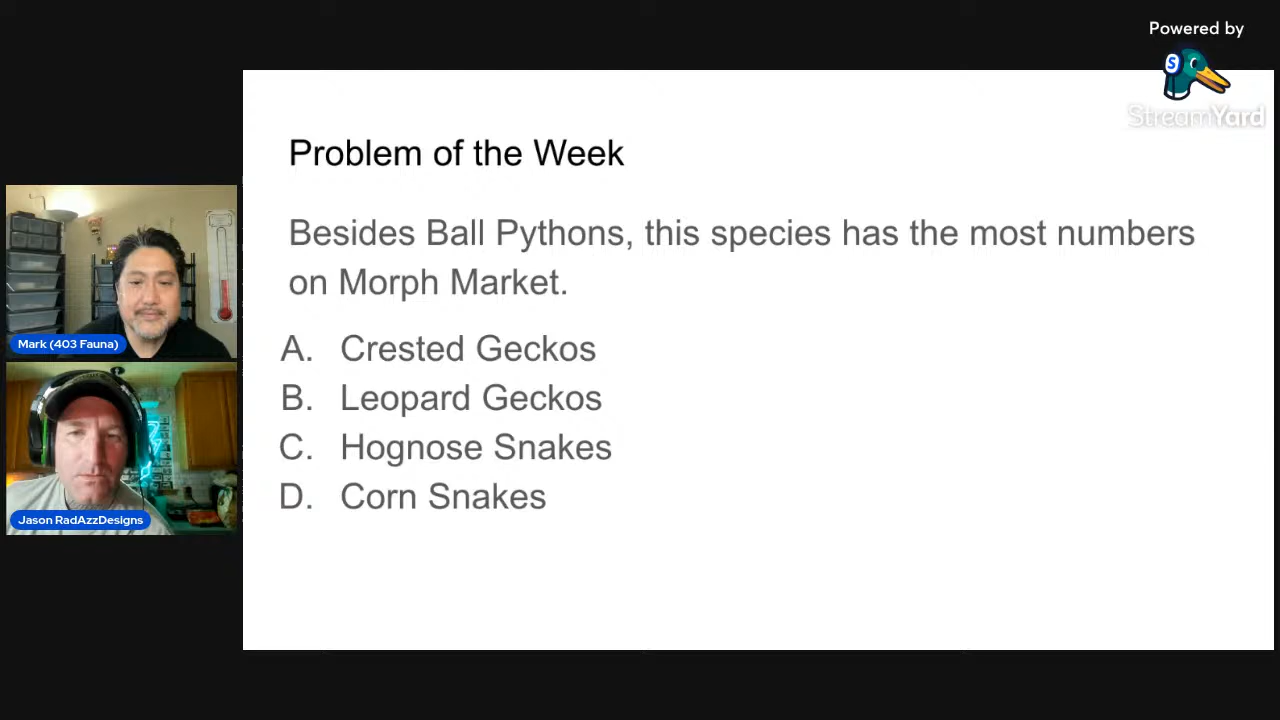 Powered by
StreamYard
Problem of the Week
Besides Ball Pythons, this species has the most numbers
on Morph Market.
A. Crested Geckos
B. Leopard Geckos
C. Hognose Snakes
D. Corn Snakes
Mark (403 Fauna)
Jason RadAzzDesigns